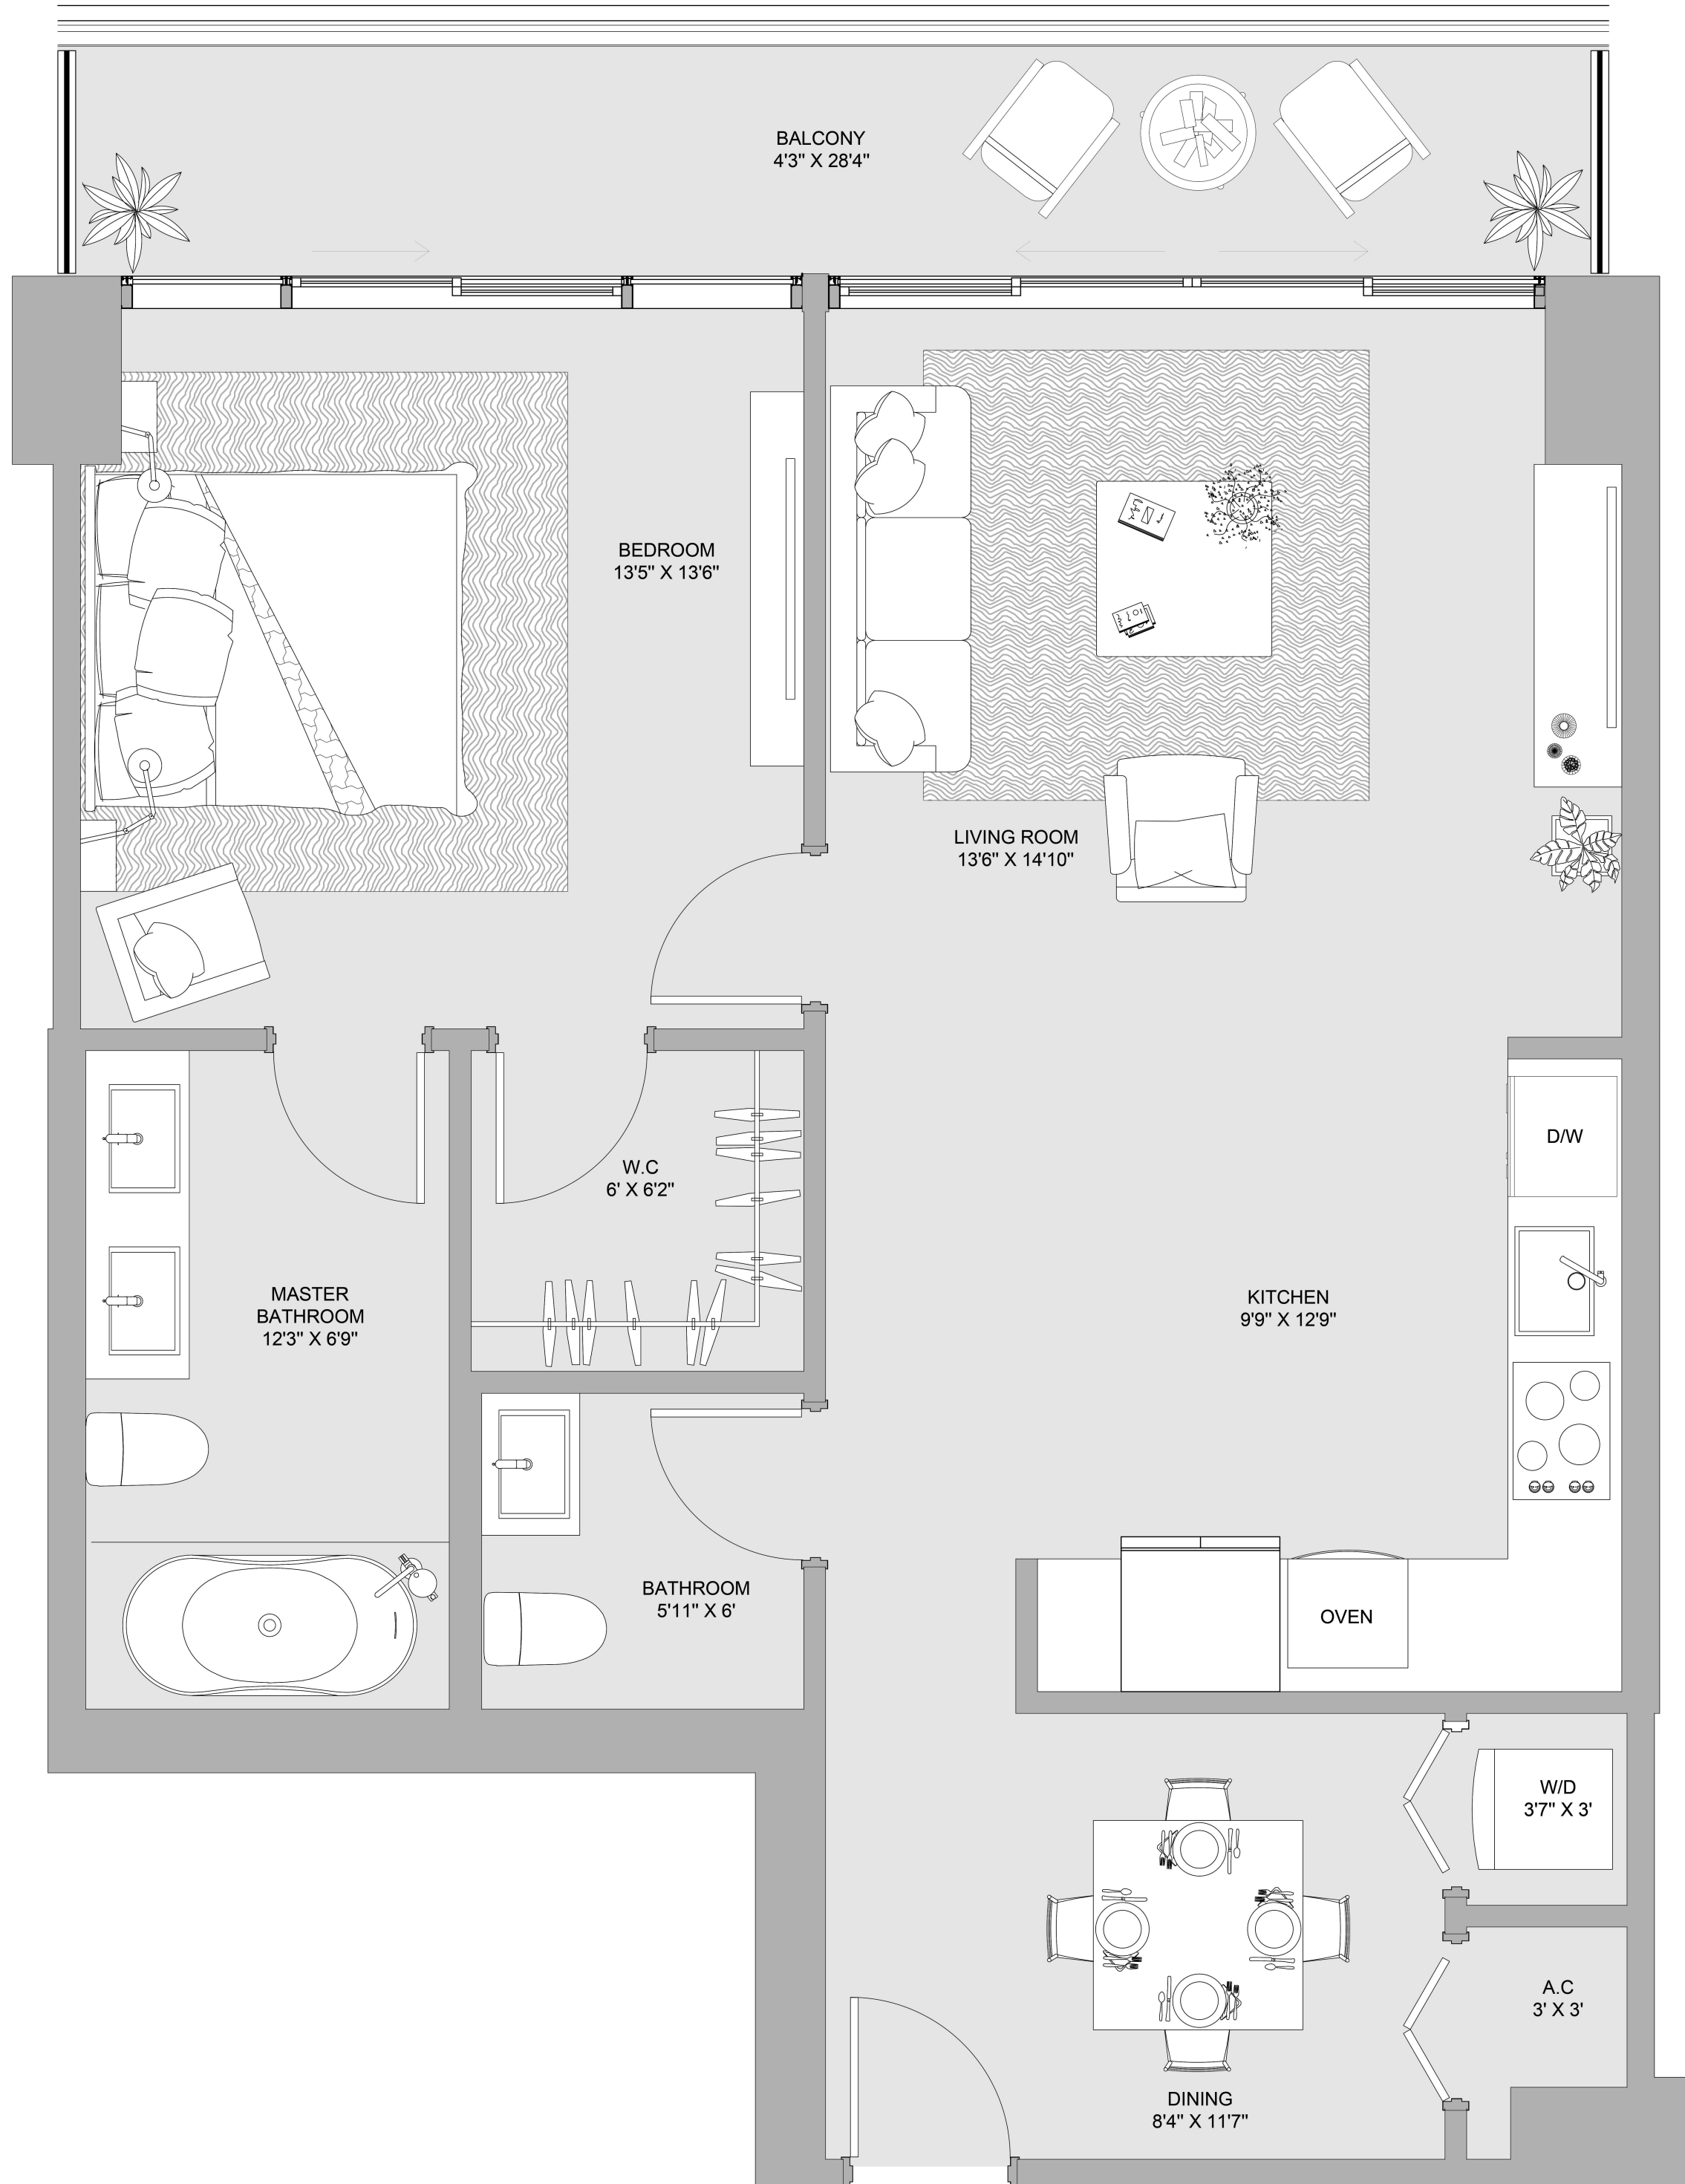 BALCONY
4'3" X 28'4"
BEDROOM
13'5" X 13'6"
LIVING ROOM
13'6" X 14'10"
D/W
W.C
6' X 6'2"
MASTER
BATHROOM
12'3" X 6'9"
KITCHEN
9'9" X 12'9"
BATHROOM
5'11" X 6'
OVEN
W/D
3'7" X 3'
A.C
3' X 3'
DINING
8'4" X 11'7"